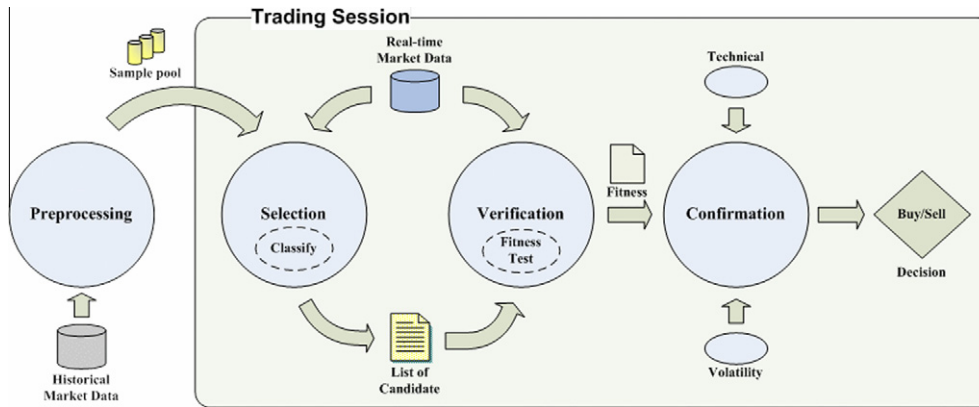 Trading Session
Sample pool
Real-time
Market Data
Technical
Preprocessing
Selection
Classify
Verification
Fitness
Test
Fitness
Confirmation
Buy/Sell
Decision
Historical
Market Data
List of
Candidate
Volatility